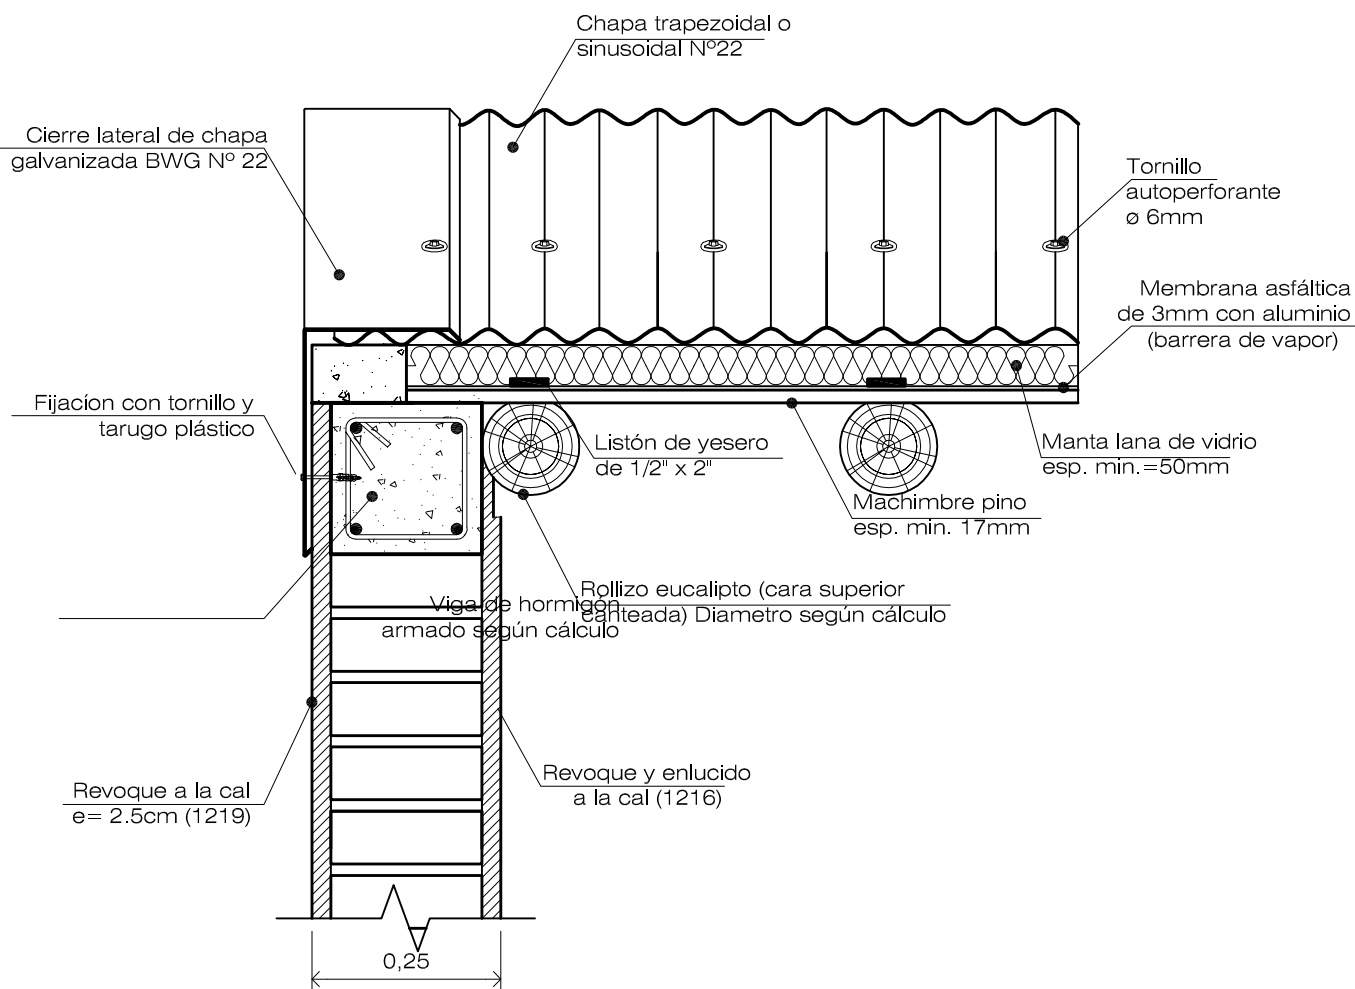 Chapa trapezoidal o
sinusoidal Nº22
Cierre lateral de chapa
galvanizada BWG Nº 22
Tornillo
autoperforante
ø 6mm
Membrana asfáltica
de 3mm con aluminio
(barrera de vapor)
Fijacíon con tornillo y
tarugo plástico
Listón de yesero
de 1/2" x 2"
Manta lana de vidrio
esp. min.=50mm
Machimbre pino
esp. min. 17mm
Viga de hormigón
armado según cálculo
Rollizo eucalipto (cara superior
canteada) Diametro según cálculo
Revoque a la cal
e= 2.5cm (1219)
Revoque y enlucido
a la cal (1216)
0,25